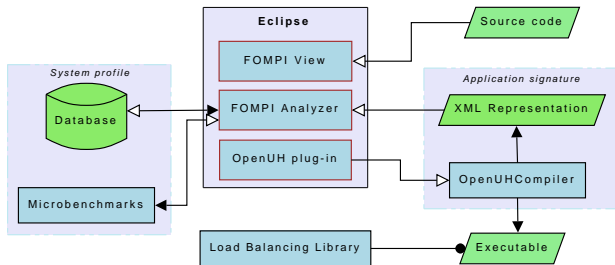 Eclipse
Source code
FOMPI View
System profile
Application signature
Database
FOMPI Analyzer
XML Representation
OpenUH plug-in
Microbenchmarks
OpenUHCompiler
Load Balancing Library
Executable